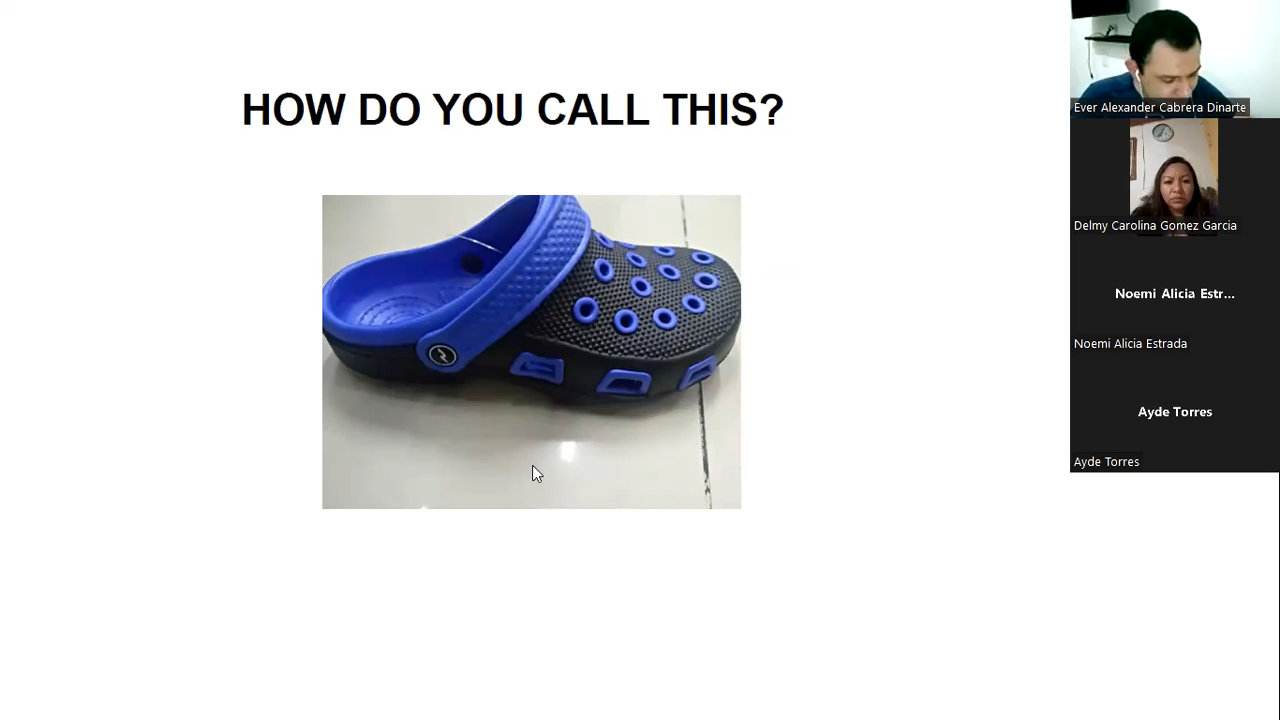 HOW DO YOU CALL THIS?
Ever Alexander Cabrera Dinarte
Delmy Carolina Gomez Garcia
Noemi Alicia Estr...
Noemi Alicia Estrada
Ayde Torres
Ayde Torres